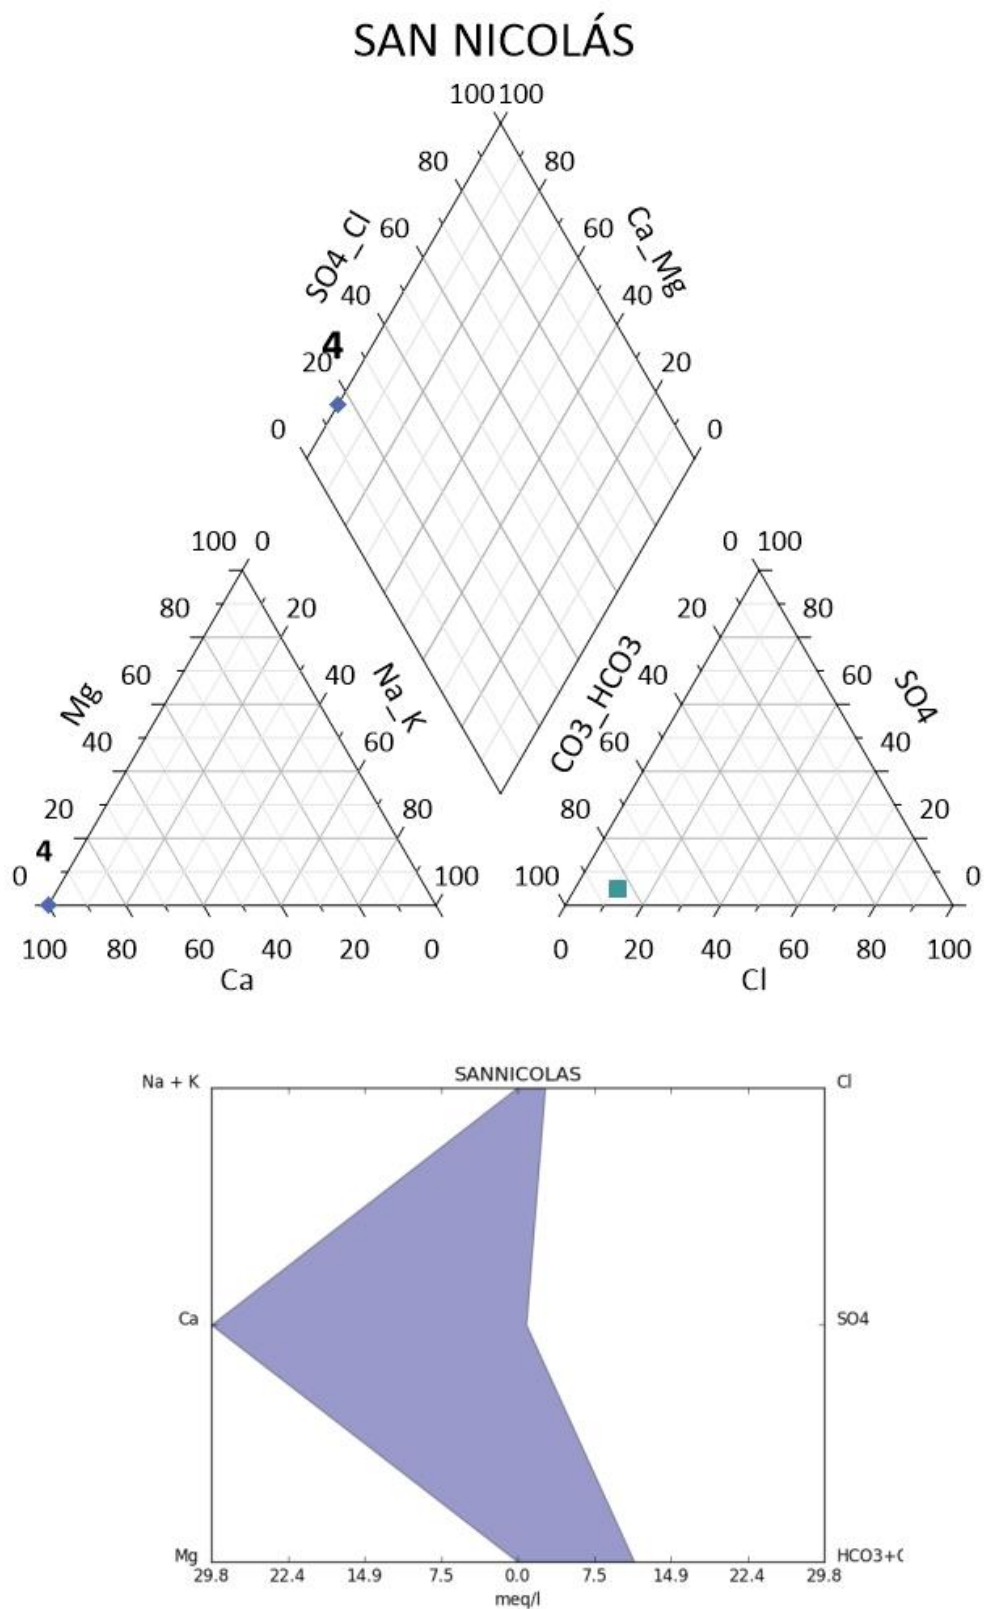 SAN NICOLÁS
100 100
80 80
SO4_Cl 60 60 Ca_Mg
40 40
4
20 20
0 0
100 0 0 100
80 20 20 80
Mg 60 40 Na_K CO3_HCO3 40 60 SO4
40 60 60 40
20 80 80 20
4
0 100 100 0
100 80 60 40 20 0 0 20 40 60 80 100
Ca Cl
SANNICOLAS
Na + K Cl
Ca SO4
Mg HCO3+C
29.8 22.4 14.9 7.5 0.0 7.5 14.9 22.4 29.8
meq/l